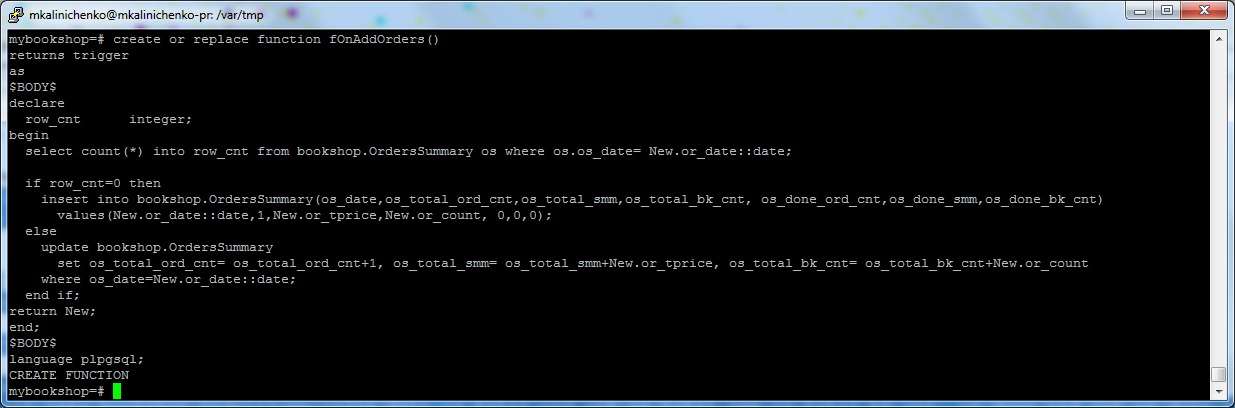 mkalinichenko@mkalinichenko-pr: /var/tmp
mybookshop=# create or replace function fOnAddOrders()
returns trigger
as
$BODY$
declare
  row_cnt      integer;
begin
  select count(*) into row_cnt from bookshop.OrdersSummary os where os.os_date= New.or_date::date;

  if row_cnt=0 then
    insert into bookshop.OrdersSummary(os_date,os_total_ord_cnt,os_total_smm,os_total_bk_cnt, os_done_ord_cnt,os_done_smm,os_done_bk_cnt)
      values(New.or_date::date,1,New.or_tprice,New.or_count, 0,0,0);
  else
    update bookshop.OrdersSummary
      set os_total_ord_cnt= os_total_ord_cnt+1, os_total_smm= os_total_smm+New.or_tprice, os_total_bk_cnt= os_total_bk_cnt+New.or_count
    where os_date=New.or_date::date;
  end if;
return New;
end;
$BODY$
language plpgsql;
CREATE FUNCTION
mybookshop=#